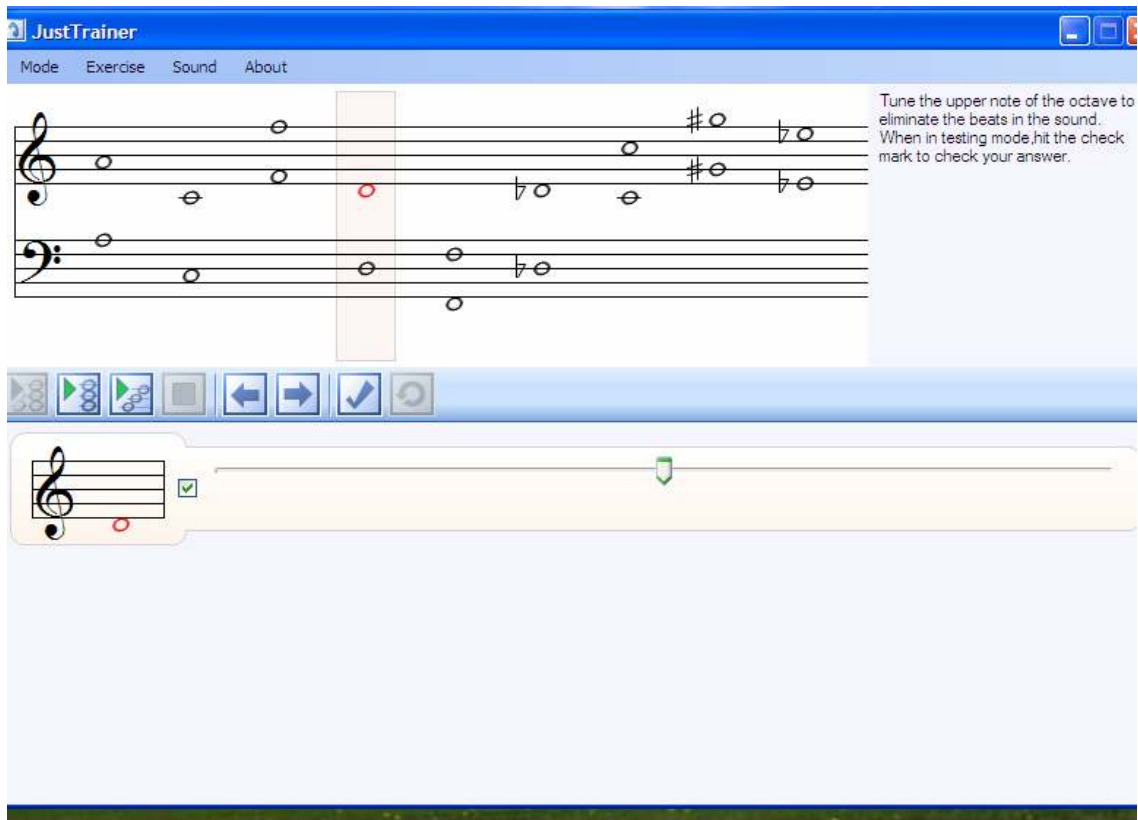 JustTrainer
Mode Exercise Sound About
Tune the upper note of the octave to
eliminate the beats in the sound.
When in testing mode,hit the check
mark to check your answer.